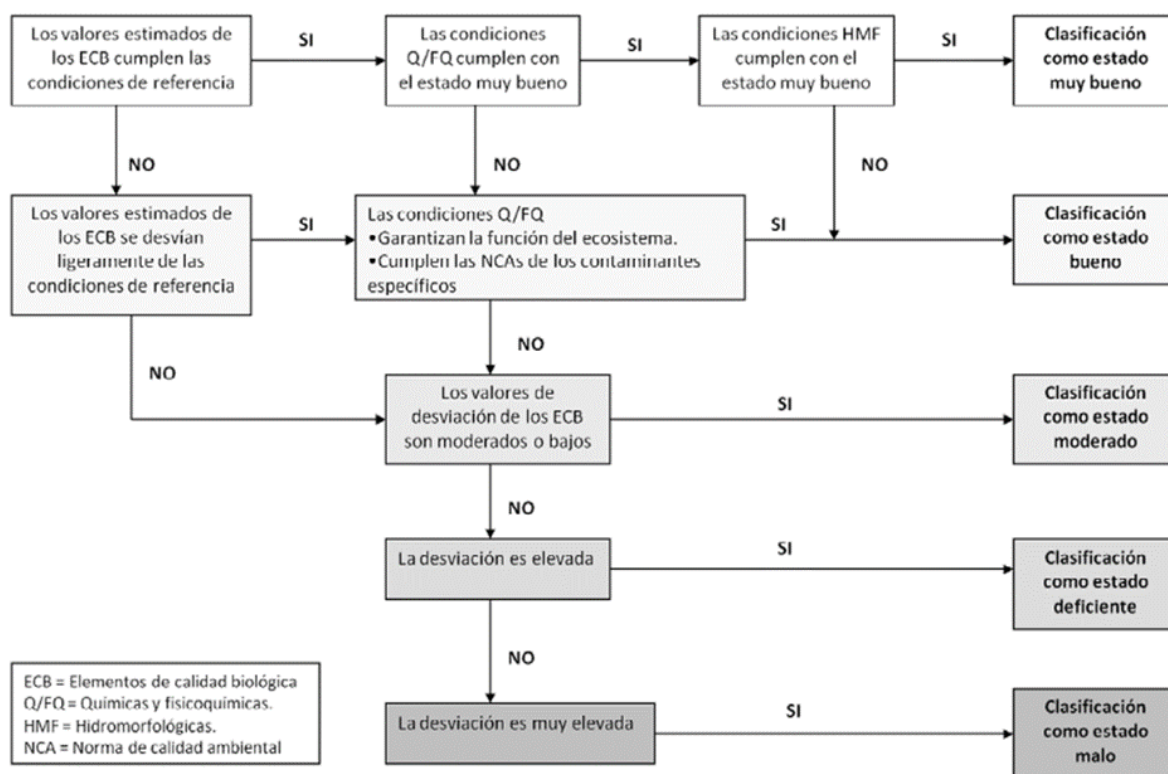 Los valores estimados de
los ECB cumplen las
condiciones de referencia
SI
Las condiciones
Q/FQ cumplen con
el estado muy bueno
SI
Las condiciones HMF
cumplen con el
estado muy bueno
SI
Clasificación
como estado
muy bueno
NO
NO
NO
Los valores estimados de
los ECB se desvían
ligeramente de las
condiciones de referencia
SI
Las condiciones Q/FQ
•Garantizan la función del ecosistema.
•Cumplen las NCAs de los contaminantes
específicos
SI
Clasificación
como estado
bueno
NO
NO
Los valores de
desviación de los ECB
son moderados o bajos
SI
Clasificación
como estado
moderado
NO
La desviación es elevada
SI
Clasificación
como estado
deficiente
NO
La desviación es muy elevada
SI
Clasificación
como estado
malo
ECB = Elementos de calidad biológica
Q/FQ = Químicas y fisicoquímicas.
HMF = Hidromorfológicas.
NCA = Norma de calidad ambiental